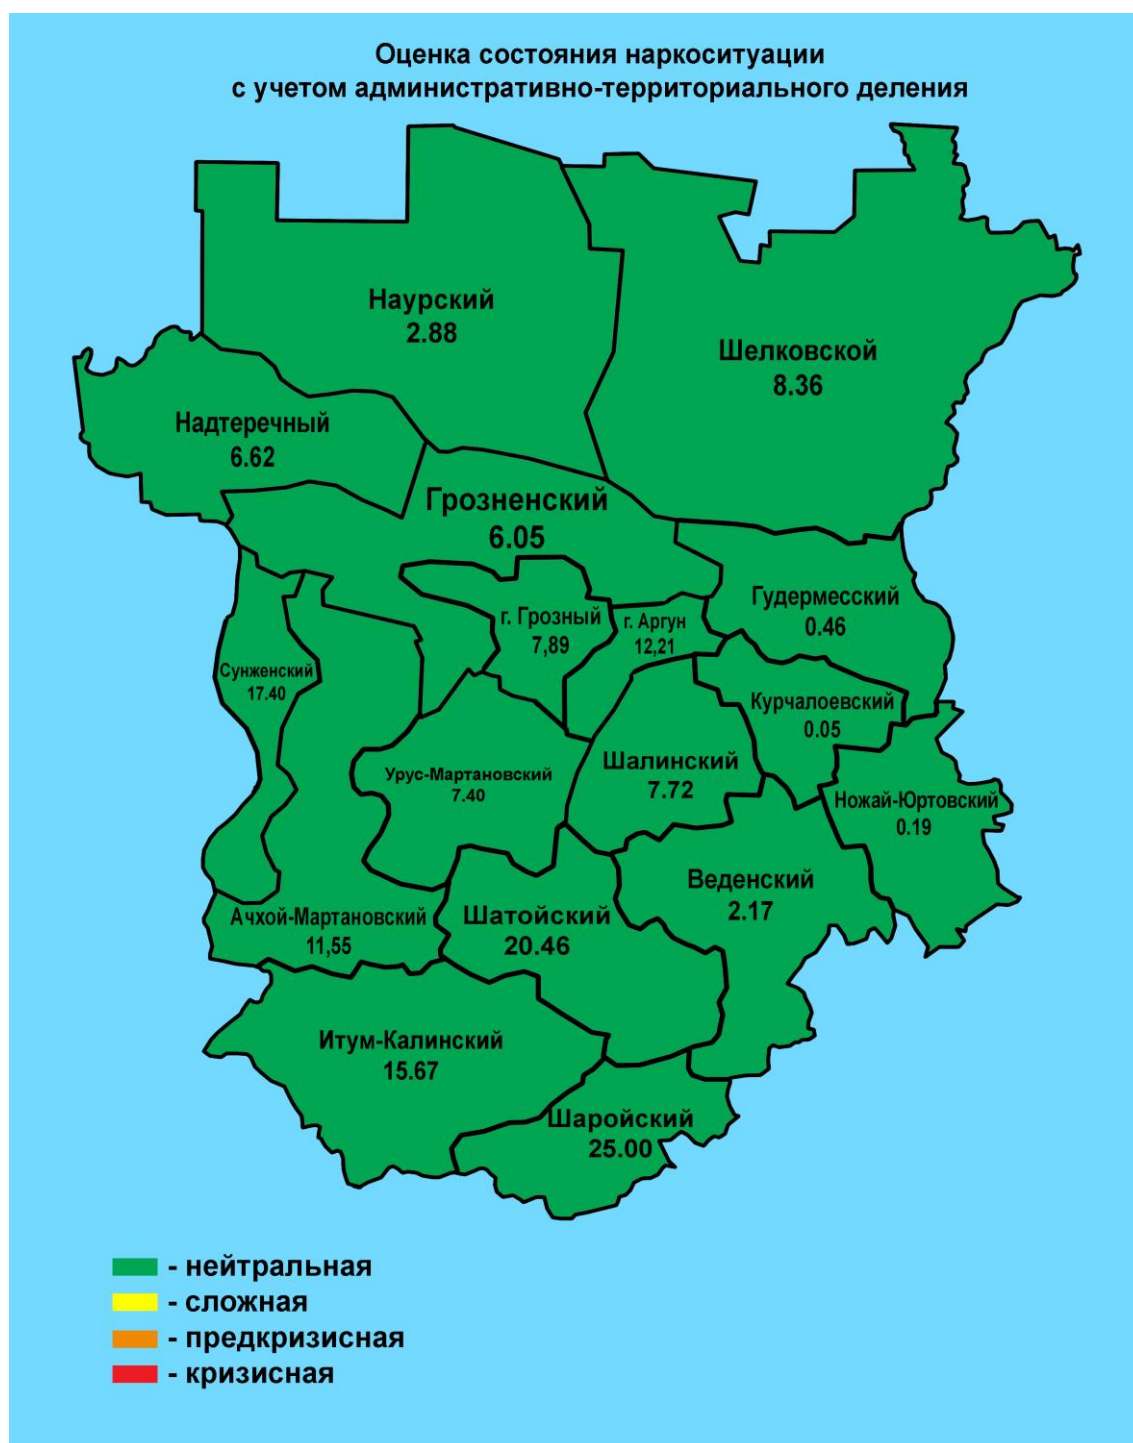 Оценка состояния наркоситуации
с учетом административно-территориального деления
Наурский
2.88
Шелковской
8.36
Надтеречный
6.62
Грозненский
6.05
Гудермесский
0.46
г. Грозный
7,89
г. Аргун
12,21
Сунженский
17.40
Курчалоевский
0.05
Урус-Мартановский
7.40
Шалинский
7.72
Ножай-Юртовский
0.19
Веденский
2.17
Ачхой-Мартановский
11,55
Шатойский
20.46
Итум-Калинский
15.67
Шаройский
25.00
- нейтральная
- сложная
- предкризисная
- кризисная